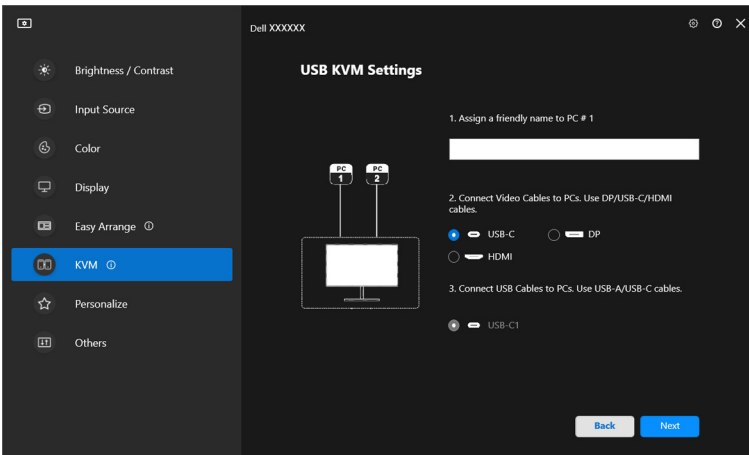 Dell XXXXXX
Brightness / Contrast
Input Source
Color
Display
Easy Arrange
KVM
Personalize
Others
USB KVM Settings
PC
1
PC
2
1. Assign a friendly name to PC # 1
2. Connect Video Cables to PCs. Use DP/USB-C/HDMI
cables.
USB-C
DP
HDMI
3. Connect USB Cables to PCs. Use USB-A/USB-C cables.
USB-C1
Back
Next